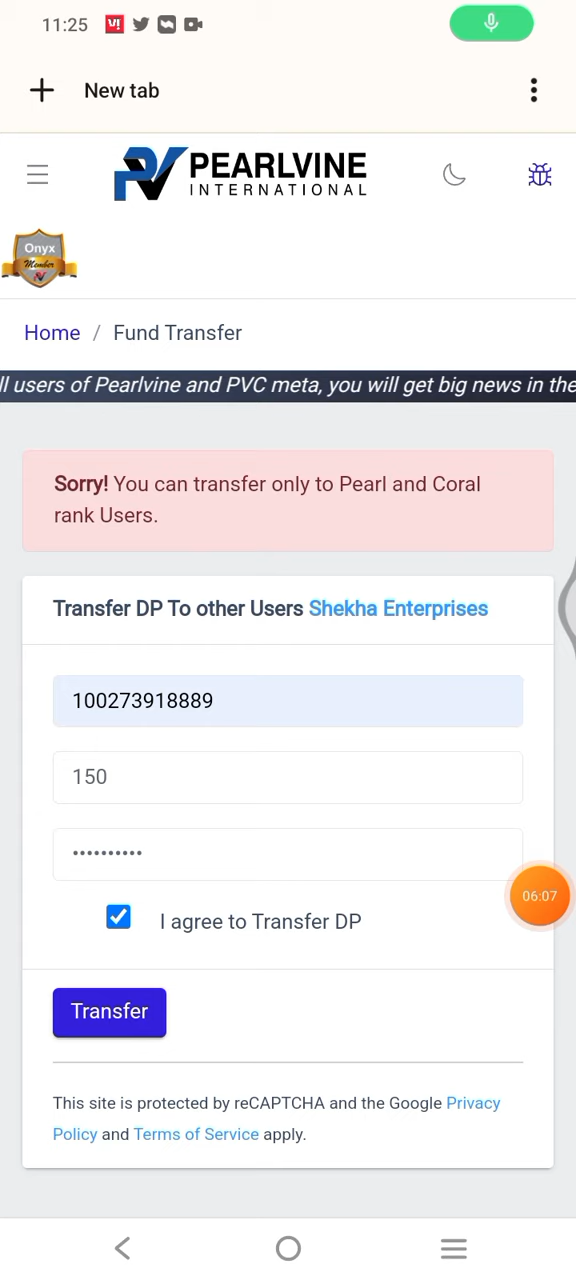 11:25
New tab
PEARLVINE
INTERNATIONAL
Onyx
Member
Home / Fund Transfer
ll users of Pearlvine and PVC meta, you will get big news in the
Sorry! You can transfer only to Pearl and Coral
rank Users.
Transfer DP To other Users Shekha Enterprises
100273918889
150
••••••••••
06:07
I agree to Transfer DP
Transfer
This site is protected by reCAPTCHA and the Google Privacy
Policy and Terms of Service apply.